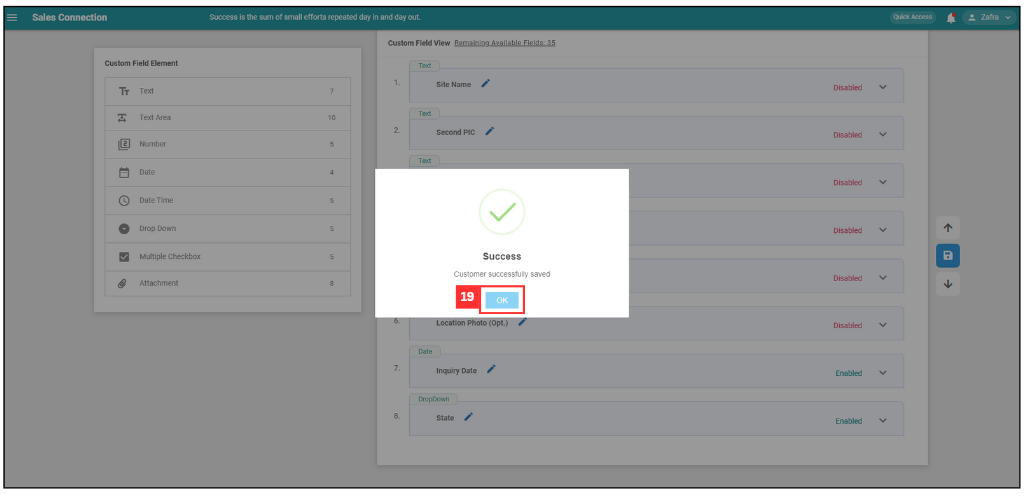 Sales Connection
Success is the sum of small efforts repeated day in and day out.
Quick Access
Zafra
Custom Field Element
Text 7
Text Area 10
Number 5
Date 4
Date Time 5
Drop Down 5
Multiple Checkbox 5
Attachment 8
Custom Field View Remaining Available Fields: 35
Text
1. Site Name Disabled
Text
2. Second PIC Disabled
Text
Disabled
Disabled
Disabled
Success
Customer successfully saved
19 OK
6. Location Photo (Opt.) Disabled
Date
7. Inquiry Date Enabled
DropDown
8. State Enabled